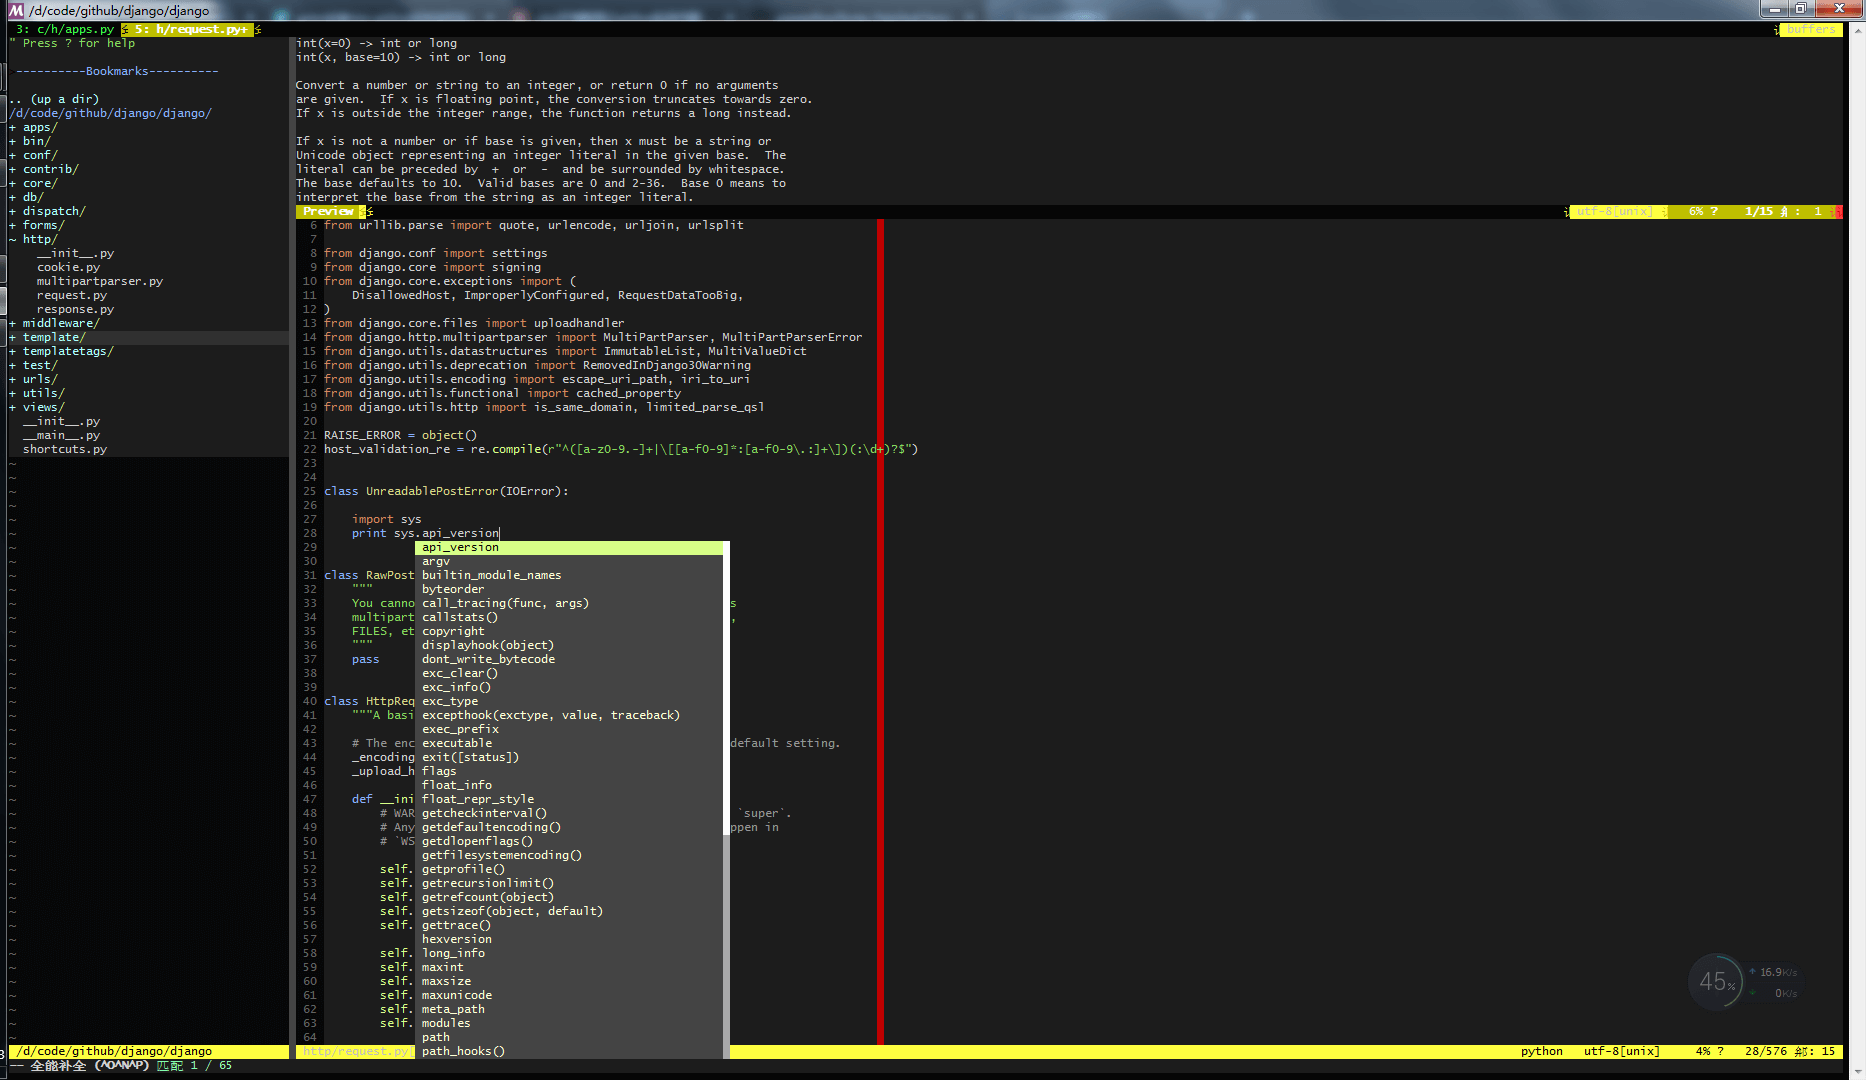 /d/code/github/django/django
3: c/h/apps.py 5: h/request.py+ buffers
" Press ? for help
----------Bookmarks----------
.. (up a dir)
/d/code/github/django/django/
+ apps/
+ bin/
+ conf/
+ contrib/
+ core/
+ db/
+ dispatch/
+ forms/
~ http/
__init__.py
cookie.py
multipartparser.py
request.py
response.py
+ middleware/
+ template/
+ templatetags/
+ test/
+ urls/
+ utils/
+ views/
__init__.py
__main__.py
shortcuts.py
/d/code/github/django/django
int(x=0) -> int or long
int(x, base=10) -> int or long
Convert a number or string to an integer, or return 0 if no arguments
are given.  If x is floating point, the conversion truncates towards zero.
If x is outside the integer range, the function returns a long instead.
If x is not a number or if base is given, then x must be a string or
Unicode object representing an integer literal in the given base.  The
literal can be preceded by  +  or  -  and be surrounded by whitespace.
The base defaults to 10.  Valid bases are 0 and 2-36.  Base 0 means to
interpret the base from the string as an integer literal.
Preview utf-8[unix] 6% ? 1/15 : 1
6 from urllib.parse import quote, urlencode, urljoin, urlsplit
7
8 from django.conf import settings
9 from django.core import signing
10 from django.core.exceptions import (
11     DisallowedHost, ImproperlyConfigured, RequestDataTooBig,
12 )
13 from django.core.files import uploadhandler
14 from django.http.multipartparser import MultiPartParser, MultiPartParserError
15 from django.utils.datastructures import ImmutableList, MultiValueDict
16 from django.utils.deprecation import RemovedInDjango30Warning
17 from django.utils.encoding import escape_uri_path, iri_to_uri
18 from django.utils.functional import cached_property
19 from django.utils.http import is_same_domain, limited_parse_qsl
20
21 RAISE_ERROR = object()
22 host_validation_re = re.compile(r"^([a-z0-9.-]+|\[[a-f0-9]*:[a-f0-9\.:]+\])(:\d+)?$")
23
24
25 class UnreadablePostError(IOError):
26
27     import sys
28     print sys.api_version
29 api_version
30 argv
31 class RawPost builtin_module_names
32     """ byteorder
33     You canno call_tracing(func, args) s
34     multipart callstats() ,
35     FILES, et copyright
36     """ displayhook(object)
37     pass dont_write_bytecode
38 exc_clear()
39 exc_info()
40 class HttpReq exc_type
41     """A basi excepthook(exctype, value, traceback)
42 exec_prefix
43     # The enc executable default setting.
44     _encoding exit([status])
45     _upload_h flags
46 float_info
47     def __ini float_repr_style
48         # WAR getcheckinterval() `super`.
49         # Any getdefaultencoding() ppen in
50         # `WS getdlopenflags()
51 getfilesystemencoding()
52         self. getprofile()
53         self. getrecursionlimit()
54         self. getrefcount(object)
55         self. getsizeof(object, default)
56         self. gettrace()
57 hexversion
58         self. long_info
59         self. maxint
60         self. maxsize
61         self. maxunicode
62         self. meta_path
63         self. modules
64 path
http/request.py path_hooks() python utf-8[unix] 4% ? 28/576 : 15
-- 全能补全 (^O^N^P) 匹配 1 / 65
45%
16.9K/s
0K/s